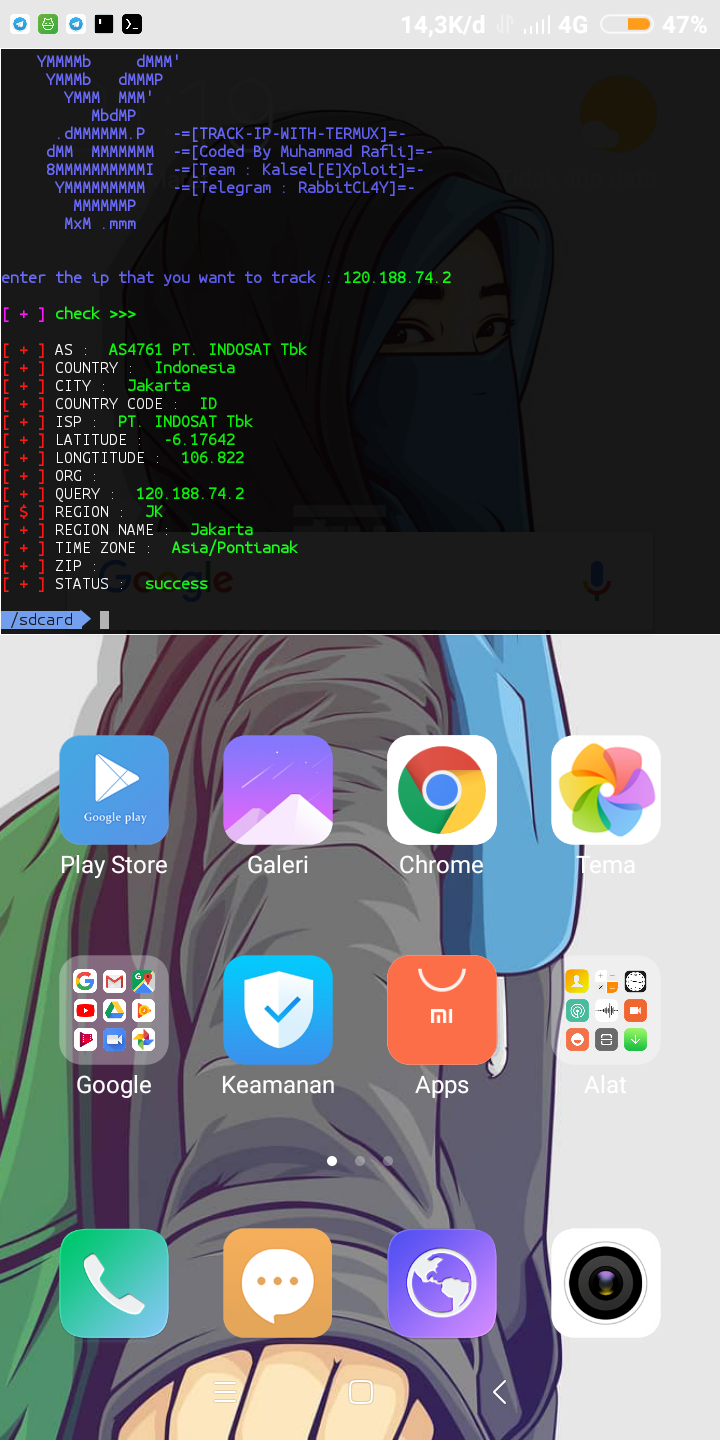 14,3K/d 4G 47%
YMMMMb dMMM'
YMMMb dMMMP
YMMM MMM'
MbdMP
.dMMMMMM.P -=[TRACK-IP-WITH-TERMUX]=-
dMM MMMMMMM -=[Coded By Muhammad Rafli]=-
8MMMMMMMMMMI -=[Team : Kalsel[E]Xploit]=-
YMMMMMMMMM -=[Telegram : RabbitCL4Y]=-
MMMMMMP
MxM .mmm
enter the ip that you want to track : 120.188.74.2
[ + ] check >>>
[ + ] AS : AS4761 PT. INDOSAT Tbk
[ + ] COUNTRY : Indonesia
[ + ] CITY : Jakarta
[ + ] COUNTRY CODE : ID
[ + ] ISP : PT. INDOSAT Tbk
[ + ] LATITUDE : -6.17642
[ + ] LONGTITUDE : 106.822
[ + ] ORG :
[ + ] QUERY : 120.188.74.2
[ $ ] REGION : JK
[ + ] REGION NAME : Jakarta
[ + ] TIME ZONE : Asia/Pontianak
[ + ] ZIP :
[ + ] STATUS : success
Google
/sdcard
Google play
Play Store Galeri Chrome Tema
mi
Google Keamanan Apps Alat